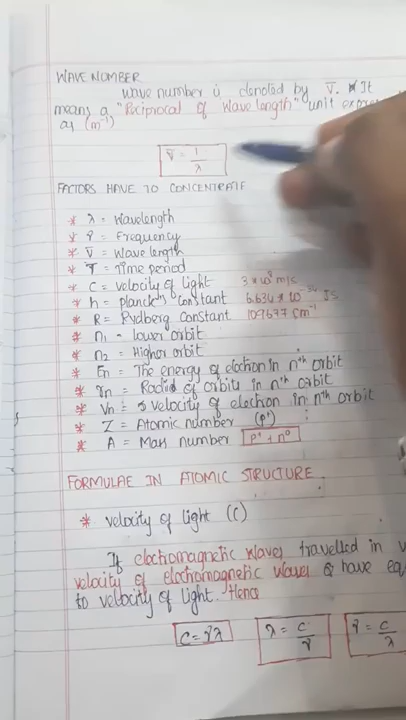 WAVE NUMBER
wave number is denoted by ν̅. It
means a "Reciprocal of wave length" unit
as (m⁻¹)
ν̅ = 1/λ
FACTORS HAVE TO CONCENTRATE
* λ = Wavelength
* γ = Frequency
* ν̅ = Wave length
* T = Time period
* C = velocity of light 3 * 10⁸ m/s
* h = planck's constant 6.634 * 10⁻³⁴ JS
* R = Rydberg constant 109677 cm⁻¹
* n₁ - lower orbit
* n₂ = Higher orbit
* En = The energy of electron in nᵗʰ orbit
* rn = Radid of orbits in nᵗʰ orbit
* Vn = velocity of electron in nᵗʰ orbit
* Z = Atomic number (P⁺)
* A = Mass number P⁺ + n⁰
FORMULAE IN ATOMIC STRUCTURE
* velocity of light (C)
If electromagnetic waves travelled in
velocity of electromagnetic waves have
to velocity of light. Hence
C = γλ λ = C/γ γ = C/λ